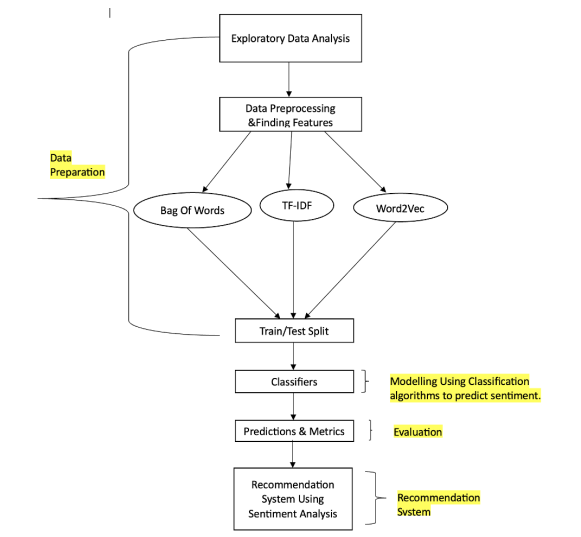 Exploratory Data Analysis
Data Preprocessing
&Finding Features
Data
Preparation
Bag Of Words
TF-IDF
Word2Vec
Train/Test Split
Classifiers
Modelling Using Classification
algorithms to predict sentiment.
Predictions & Metrics
Evaluation
Recommendation
System Using
Sentiment Analysis
Recommendation
System